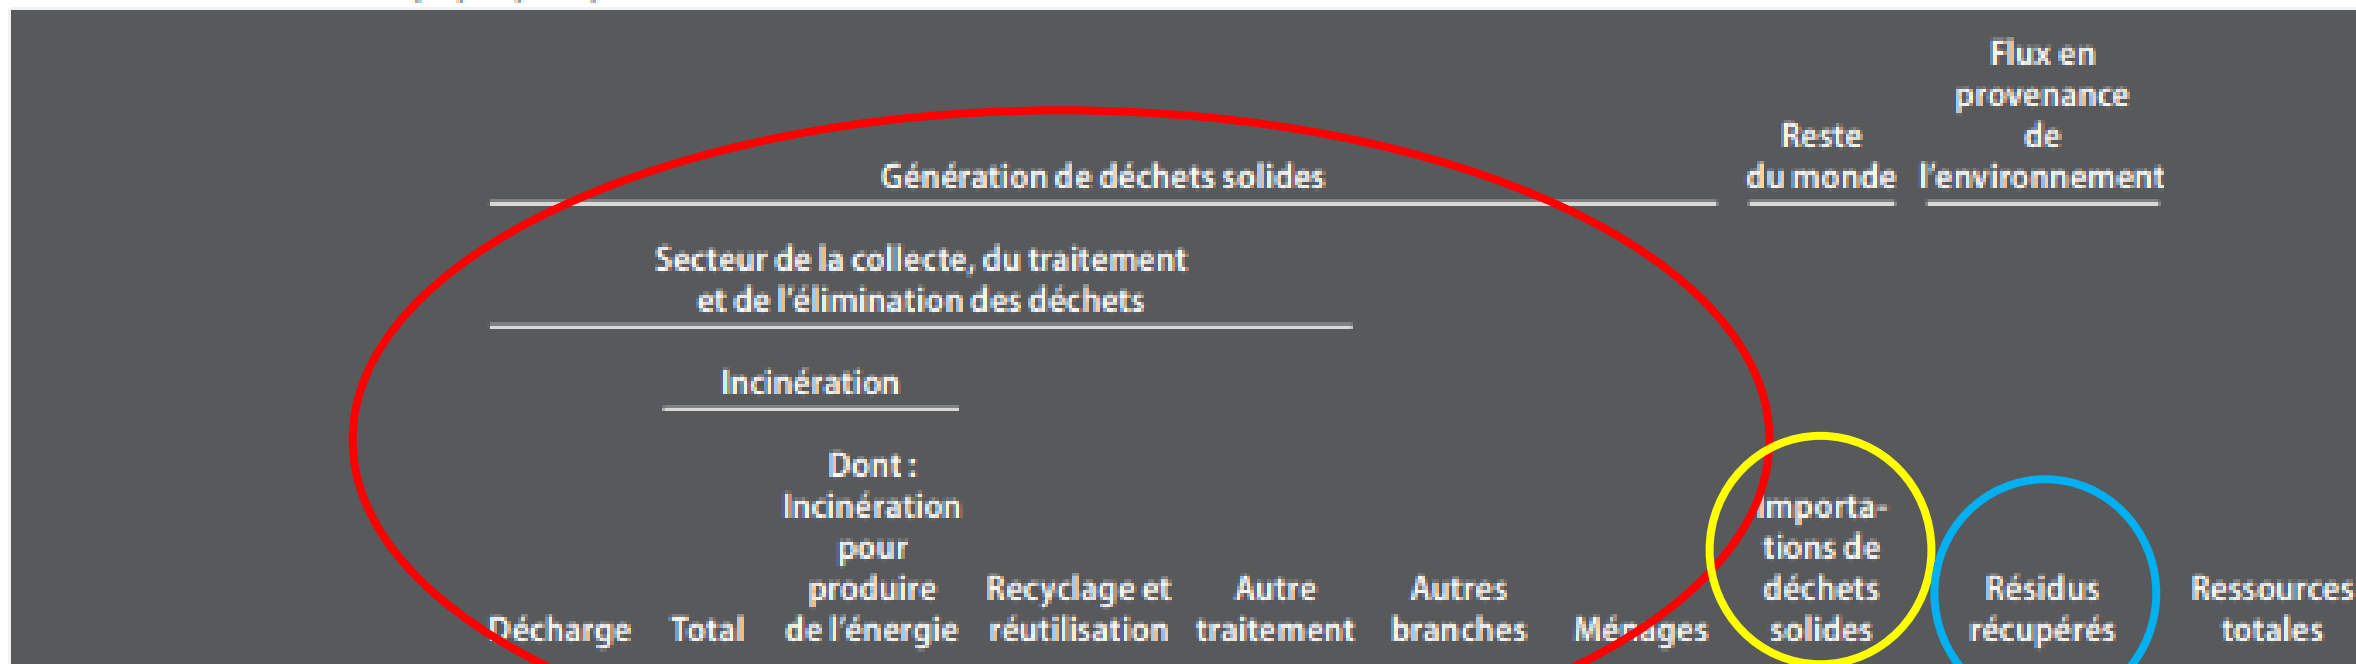 Flux en
provenance
de
l'environnement
Reste
du monde
Génération de déchets solides
Secteur de la collecte, du traitement
et de l'élimination des déchets
Incinération
Décharge
Total
Dont :
Incinération
pour
produire
de l'énergie
Recyclage et
réutilisation
Autre
traitement
Autres
branches
Ménages
Importa-
tions de
déchets
solides
Résidus
récupérés
Ressources
totales